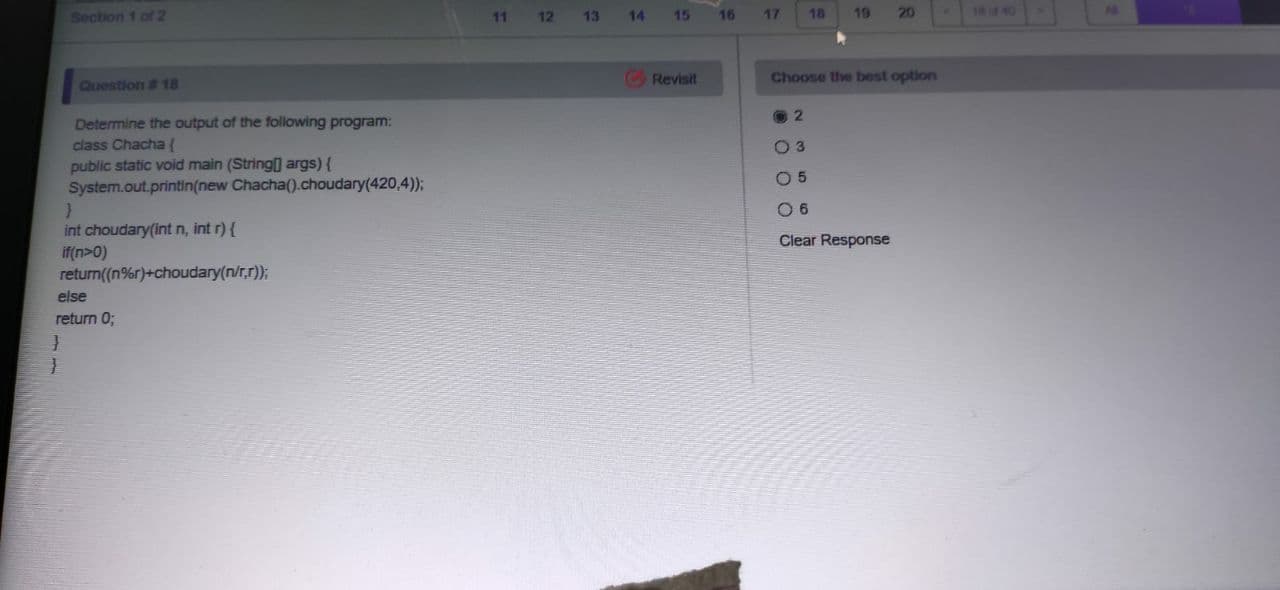 Section 1 of 2
11 12 13 14 15 16 17 18 19 20
18 of 40
All
Question # 18
Revisit
Determine the output of the following program:
class Chacha {
public static void main (String[] args) {
System.out.println(new Chacha().choudary(420,4));
}
int choudary(int n, int r) {
if(n>0)
return((n%r)+choudary(n/r,r));
else
return 0;
}
}
Choose the best option
2
3
5
6
Clear Response